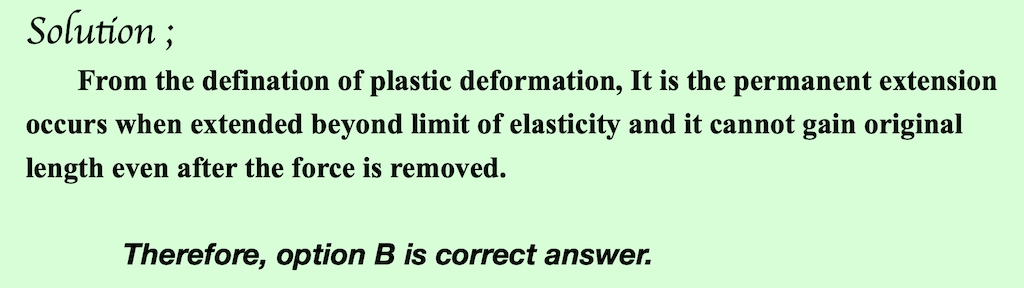 Solution ;
From the defination of plastic deformation, It is the permanent extension
occurs when extended beyond limit of elasticity and it cannot gain original
length even after the force is removed.
Therefore, option B is correct answer.